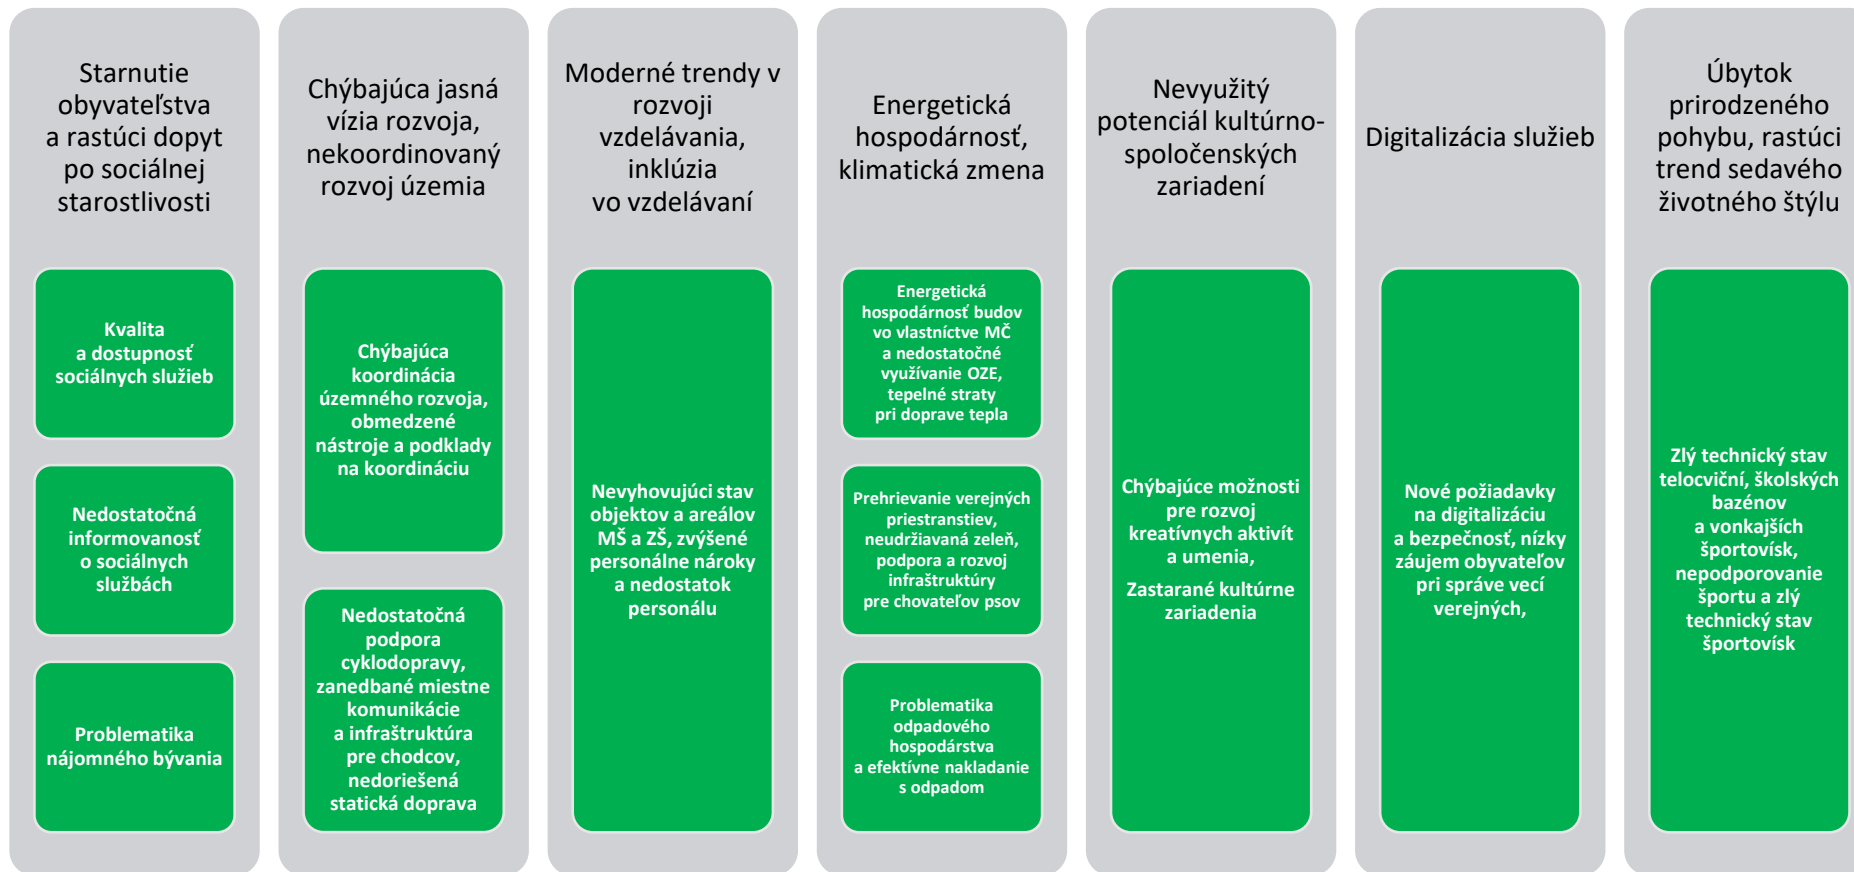 Starnutie
obyvateľstva
a rastúci dopyt
po sociálnej
starostlivosti
Kvalita
a dostupnosť
sociálnych služieb
Nedostatočná
informovanosť
o sociálnych
službách
Problematika
nájomného bývania
Chýbajúca jasná
vízia rozvoja,
nekoordinovaný
rozvoj územia
Chýbajúca
koordinácia
územného rozvoja,
obmedzené
nástroje a podklady
na koordináciu
Nedostatočná
podpora
cyklodopravy,
zanedbané miestne
komunikácie
a infraštruktúra
pre chodcov,
nedoriešená
statická doprava
Moderné trendy v
rozvoji
vzdelávania,
inklúzia
vo vzdelávaní
Nevyhovujúci stav
objektov a areálov
MŠ a ZŠ, zvýšené
personálne nároky
a nedostatok
personálu
Energetická
hospodárnosť,
klimatická zmena
Energetická
hospodárnosť budov
vo vlastníctve MČ
a nedostatočné
využívanie OZE,
tepelné straty
pri doprave tepla
Prehrievanie verejných
priestranstiev,
neudržiavaná zeleň,
podpora a rozvoj
infraštruktúry
pre chovateľov psov
Problematika
odpadového
hospodárstva
a efektívne nakladanie
s odpadom
Nevyužitý
potenciál kultúrno-
spoločenských
zariadení
Chýbajúce možnosti
pre rozvoj
kreatívnych aktivít
a umenia,
Zastarané kultúrne
zariadenia
Digitalizácia služieb
Nové požiadavky
na digitalizáciu
a bezpečnosť, nízky
záujem obyvateľov
pri správe vecí
verejných,
Úbytok
prirodzeného
pohybu, rastúci
trend sedavého
životného štýlu
Zlý technický stav
telocviční, školských
bazénov
a vonkajších
športovísk,
nepodporovanie
športu a zlý
technický stav
športovísk